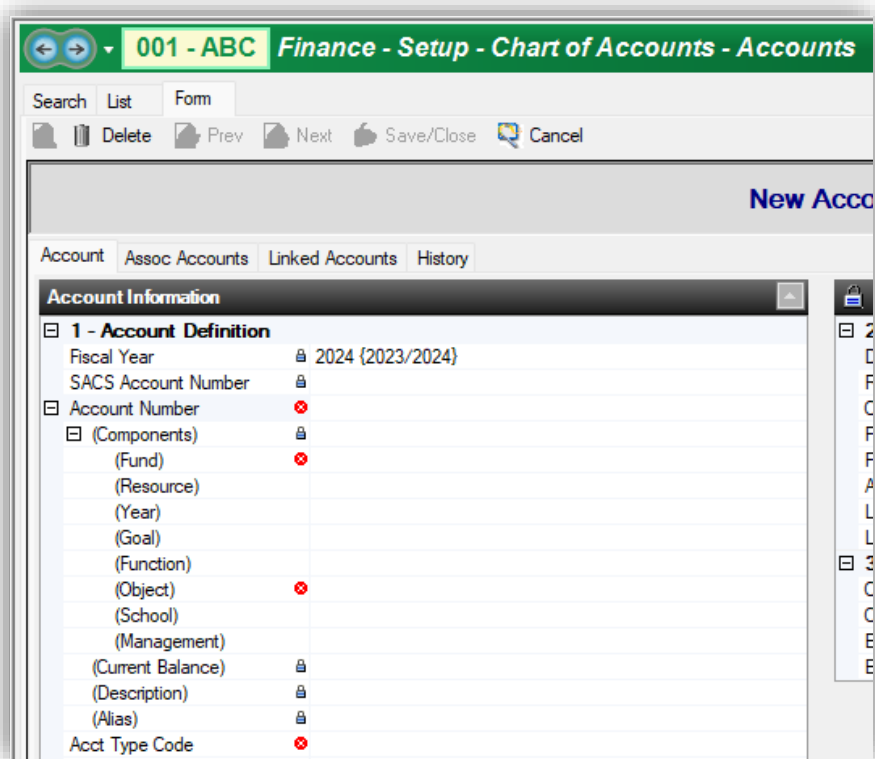 001 - ABC Finance - Setup - Chart of Accounts - Accounts
Search List Form
Delete Prev Next Save/Close Cancel
New Acco
Account Assoc Accounts Linked Accounts History
Account Information
1 - Account Definition
Fiscal Year 2024 {2023/2024}
SACS Account Number
Account Number
(Components)
(Fund)
(Resource)
(Year)
(Goal)
(Function)
(Object)
(School)
(Management)
(Current Balance)
(Description)
(Alias)
Acct Type Code
2
3